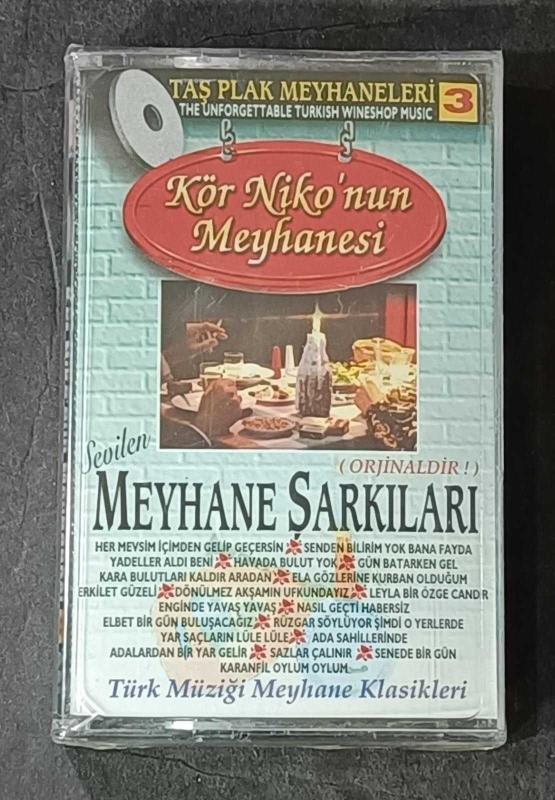 TAŞ PLAK MEYHANELERİ 3
THE UNFORGETTABLE TURKISH WINESHOP MUSIC
Kör Niko'nun
Meyhanesi
Sevilen
( ORJİNALDİR ! )
MEYHANE ŞARKILARI
HER MEVSİM İÇİMDEN GELİP GEÇERSİN SENDEN BİLİRİM YOK BANA FAYDA
YADELLER ALDI BENİ HAVADA BULUT YOK GÜN BATARKEN GEL
KARA BULUTLARI KALDIR ARADAN ELA GÖZLERİNE KURBAN OLDUĞUM
ERKİLET GÜZELİ DÖNÜLMEZ AKŞAMIN UFKUNDAYIZ LEYLA BİR ÖZGE CANDIR
ENGİNDE YAVAŞ YAVAŞ NASIL GEÇTİ HABERSİZ
ELBET BİR GÜN BULUŞACAĞIZ RÜZGAR SÖYLÜYOR ŞİMDİ O YERLERDE
YAR SAÇLARIN LÜLE LÜLE ADA SAHİLLERİNDE
ADALARDAN BİR YAR GELİR SAZLAR ÇALINIR SENEDE BİR GÜN
KARANFİL OYLUM OYLUM
Türk Müziği Meyhane Klasikleri